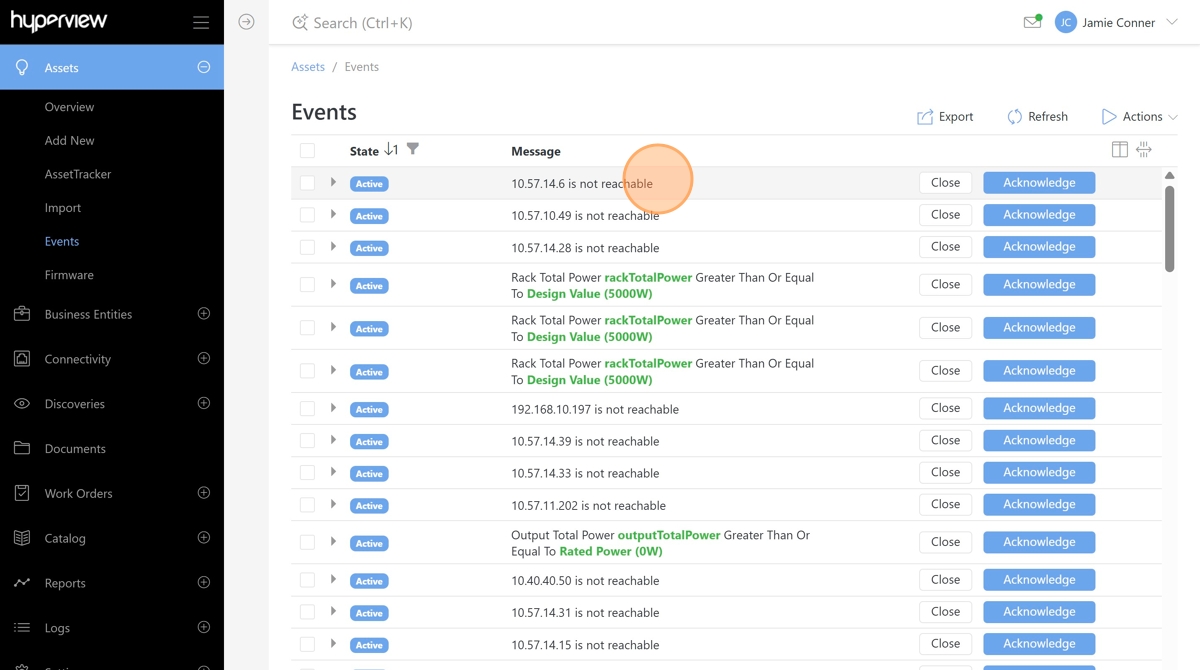 hyperview
Search (Ctrl+K)
JC
Jamie Conner
Assets
Overview
Add New
AssetTracker
Import
Events
Firmware
Business Entities
Connectivity
Discoveries
Documents
Work Orders
Catalog
Reports
Logs
Assets / Events
Events
Export
Refresh
Actions
State 1
Message
Active 10.57.14.6 is not reachable Close Acknowledge
Active 10.57.10.49 is not reachable Close Acknowledge
Active 10.57.14.28 is not reachable Close Acknowledge
Active Rack Total Power rackTotalPower Greater Than Or Equal
To Design Value (5000W) Close Acknowledge
Active Rack Total Power rackTotalPower Greater Than Or Equal
To Design Value (5000W) Close Acknowledge
Active Rack Total Power rackTotalPower Greater Than Or Equal
To Design Value (5000W) Close Acknowledge
Active 192.168.10.197 is not reachable Close Acknowledge
Active 10.57.14.39 is not reachable Close Acknowledge
Active 10.57.14.33 is not reachable Close Acknowledge
Active 10.57.11.202 is not reachable Close Acknowledge
Active Output Total Power outputTotalPower Greater Than Or
Equal To Rated Power (0W) Close Acknowledge
Active 10.40.40.50 is not reachable Close Acknowledge
Active 10.57.14.31 is not reachable Close Acknowledge
Active 10.57.14.15 is not reachable Close Acknowledge